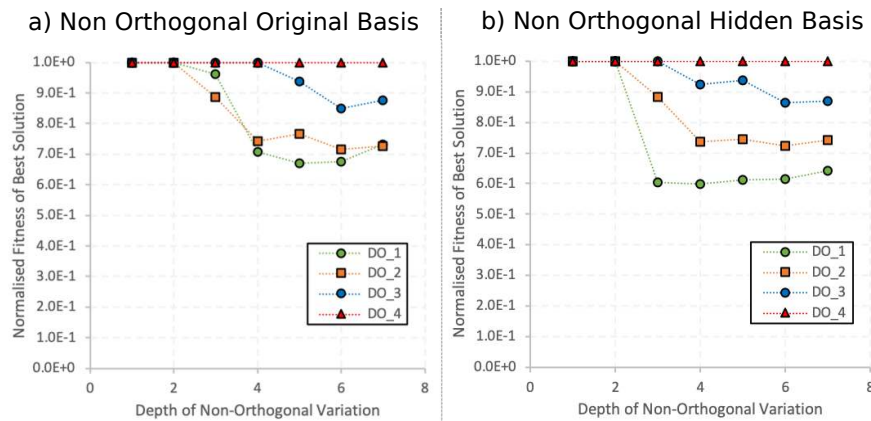 a) Non Orthogonal Original Basis
Normalised Fitness of Best Solution
1.0E+0
9.0E-1
8.0E-1
7.0E-1
6.0E-1
5.0E-1
4.0E-1
3.0E-1
2.0E-1
1.0E-1
0.0E+0
0 2 4 6 8
Depth of Non-Orthogonal Variation
DO_1
DO_2
DO_3
DO_4
b) Non Orthogonal Hidden Basis
Normalised Fitness of Best Solution
1.0E+0
9.0E-1
8.0E-1
7.0E-1
6.0E-1
5.0E-1
4.0E-1
3.0E-1
2.0E-1
1.0E-1
0.0E+0
0 2 4 6 8
Depth of Non-Orthogonal Variation
DO_1
DO_2
DO_3
DO_4